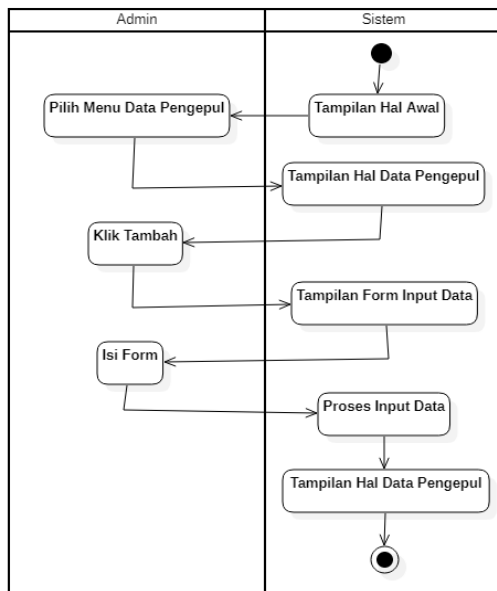 Admin
Sistem
Tampilan Hal Awal
Pilih Menu Data Pengepul
Tampilan Hal Data Pengepul
Klik Tambah
Tampilan Form Input Data
Isi Form
Proses Input Data
Tampilan Hal Data Pengepul